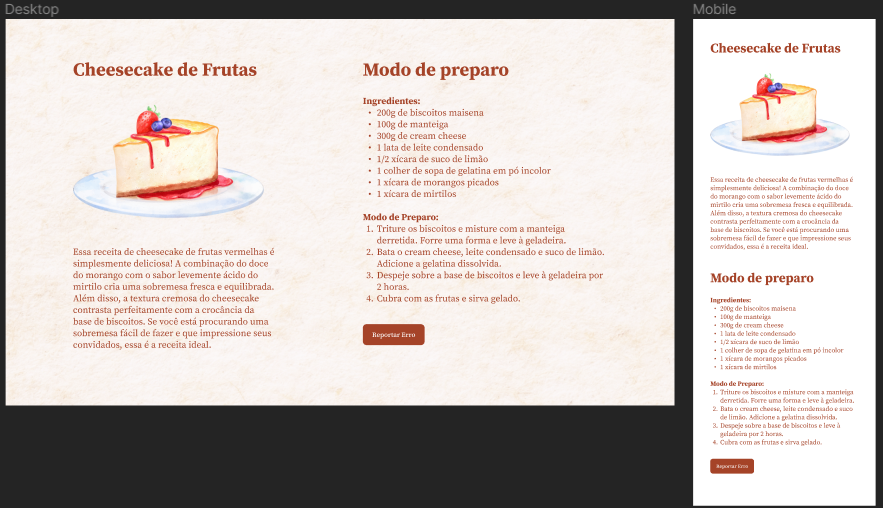 Desktop
Cheesecake de Frutas
Essa receita de cheesecake de frutas vermelhas é
simplesmente deliciosa! A combinação do doce
do morango com o sabor levemente ácido do
mirtilo cria uma sobremesa fresca e equilibrada.
Além disso, a textura cremosa do cheesecake
contrasta perfeitamente com a crocância da
base de biscoitos. Se você está procurando uma
sobremesa fácil de fazer e que impressione seus
convidados, essa é a receita ideal.
Modo de preparo
Ingredientes:
• 200g de biscoitos maisena
• 100g de manteiga
• 300g de cream cheese
• 1 lata de leite condensado
• 1/2 xícara de suco de limão
• 1 colher de sopa de gelatina em pó incolor
• 1 xícara de morangos picados
• 1 xícara de mirtilos
Modo de Preparo:
1. Triture os biscoitos e misture com a manteiga
derretida. Forre uma forma e leve à geladeira.
2. Bata o cream cheese, leite condensado e suco de limão.
Adicione a gelatina dissolvida.
3. Despeje sobre a base de biscoitos e leve à geladeira por
2 horas.
4. Cubra com as frutas e sirva gelado.
Reportar Erro
Mobile
Cheesecake de Frutas
Essa receita de cheesecake de frutas vermelhas é
simplesmente deliciosa! A combinação do doce
do morango com o sabor levemente ácido do
mirtilo cria uma sobremesa fresca e equilibrada.
Além disso, a textura cremosa do cheesecake
contrasta perfeitamente com a crocância da
base de biscoitos. Se você está procurando uma
sobremesa fácil de fazer e que impressione seus
convidados, essa é a receita ideal.
Modo de preparo
Ingredientes:
• 200g de biscoitos maisena
• 100g de manteiga
• 300g de cream cheese
• 1 lata de leite condensado
• 1/2 xícara de suco de limão
• 1 colher de sopa de gelatina em pó incolor
• 1 xícara de morangos picados
• 1 xícara de mirtilos
Modo de Preparo:
1. Triture os biscoitos e misture com a manteiga
derretida. Forre uma forma e leve à geladeira.
2. Bata o cream cheese, leite condensado e suco
de limão. Adicione a gelatina dissolvida.
3. Despeje sobre a base de biscoitos e leve à
geladeira por 2 horas.
4. Cubra com as frutas e sirva gelado.
Reportar Erro